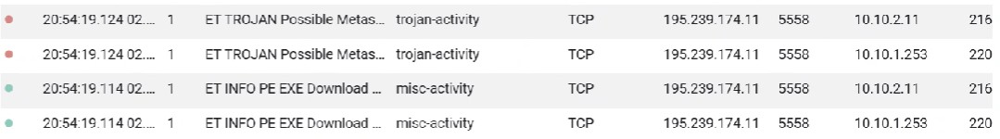 20:54:19.124 02.... 1 ET TROJAN Possible Metas... trojan-activity TCP 195.239.174.11 5558 10.10.2.11 216
20:54:19.124 02.... 1 ET TROJAN Possible Metas... trojan-activity TCP 195.239.174.11 5558 10.10.1.253 220
20:54:19.114 02.... 1 ET INFO PE EXE Download ... misc-activity TCP 195.239.174.11 5558 10.10.2.11 216
20:54:19.114 02.... 1 ET INFO PE EXE Download ... misc-activity TCP 195.239.174.11 5558 10.10.1.253 220